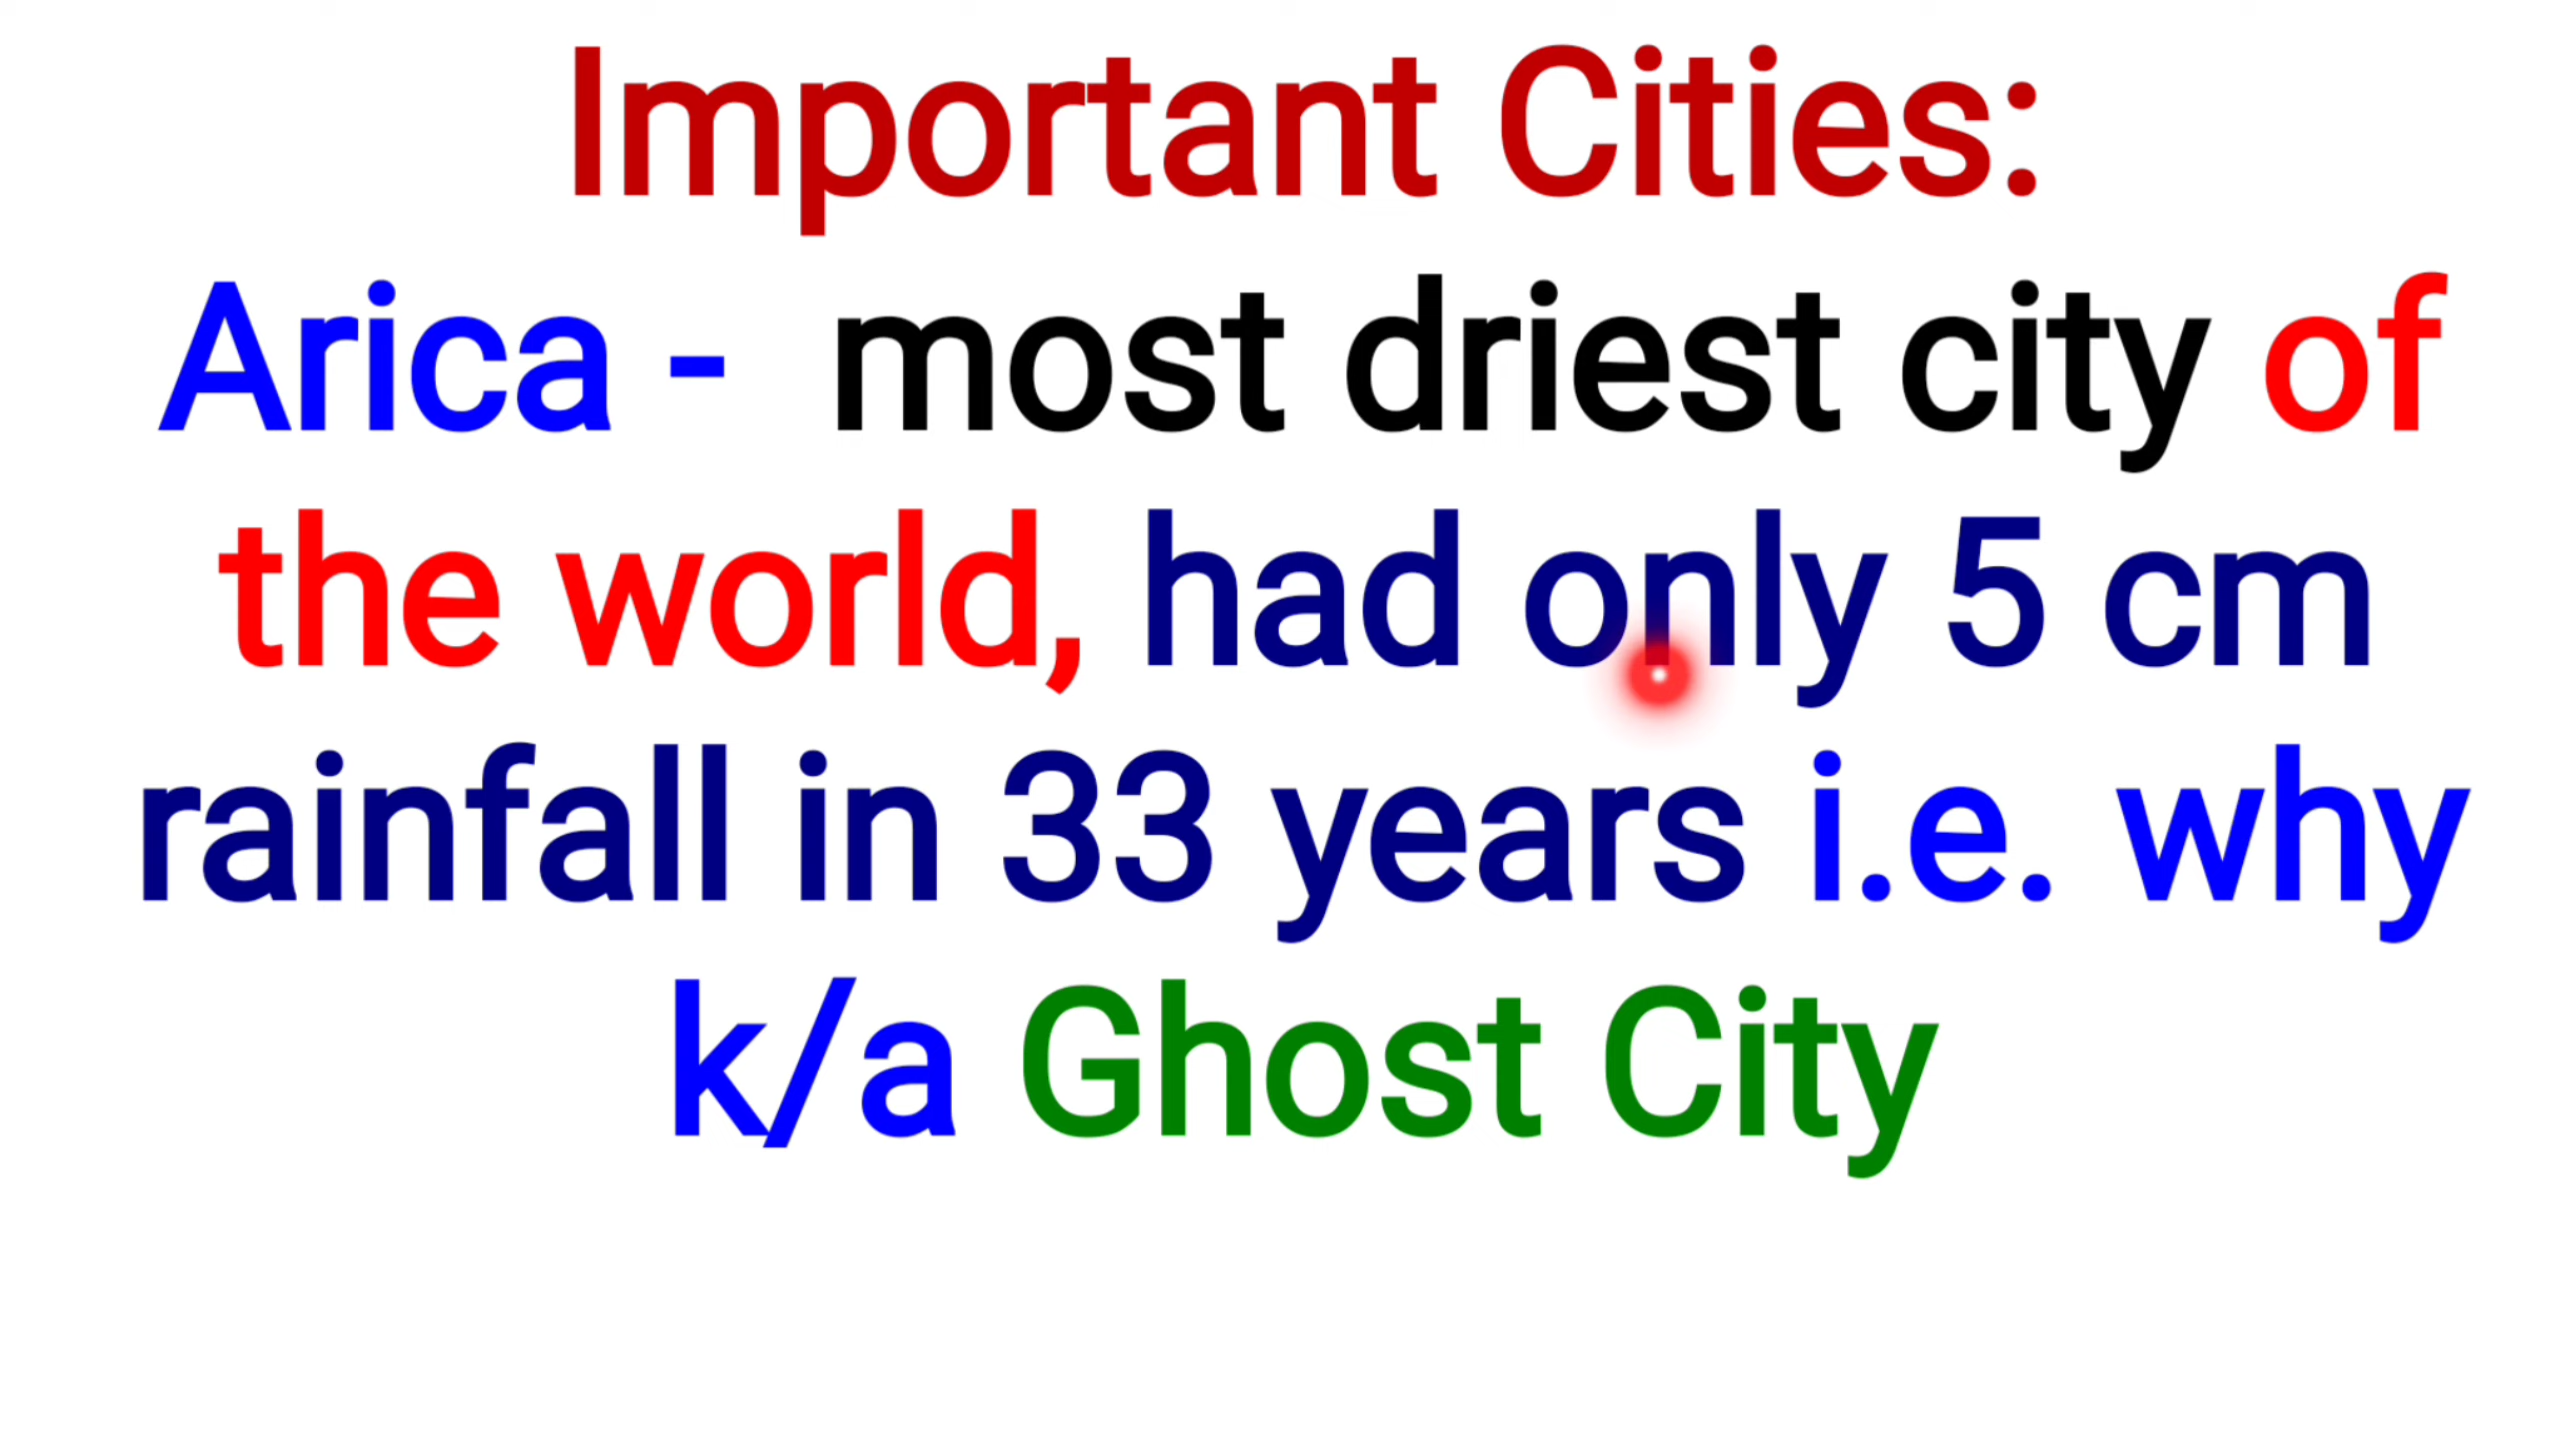 Important Cities:
Arica - most driest city of
the world, had only 5 cm
rainfall in 33 years i.e. why
k/a Ghost City